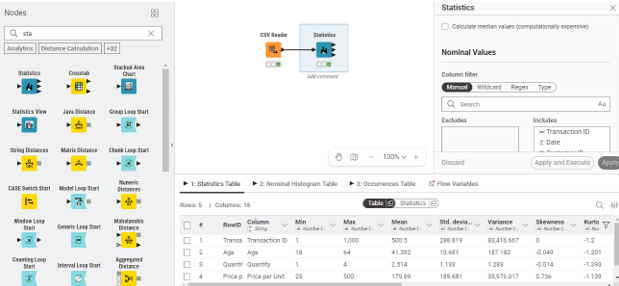 Nodes
sta
Analytics
Distance Calculation
+32
Statistics
Crosstab
Stacked Area
Chart
Statistics View
Java Distance
Group Loop Start
String Distances
Matrix Distance
Chunk Loop Start
CASE Switch Start
Model Loop Start
Numeric
Distances
Window Loop
Start
Generic Loop Start
Mahalanobis
Distance
Counting Loop
Start
Interval Loop Start
Aggregated
Distance
CSV Reader
Statistics
Add comment
100%
Statistics
Calculate median values (computationally expensive)
Nominal Values
Column filter
Manual Wildcard Regex Type
Search Aa
Excludes Includes
Transaction ID
Date
Discard Apply and Execute Apply
1: Statistics Table 2: Nominal Histogram Table 3: Occurrences Table Flow Variables
Rows: 5 | Columns: 16
Table Statistics
# RowID Column Min Max Mean Std. devia... Variance Skewness Kurto
String Number (... Number (... Number (... Number (... Number (... Number (... Number
1 Transa Transaction ID 1 1,000 500.5 288.819 83,416.667 0 -1.2
2 Age Age 18 64 41.392 13.681 187.182 -0.049 -1.201
3 Quantit Quantity 1 4 2.514 1.133 1.283 -0.014 -1.393
4 Price p Price per Unit 25 500 179.89 189.681 35,979.017 0.736 -1.139